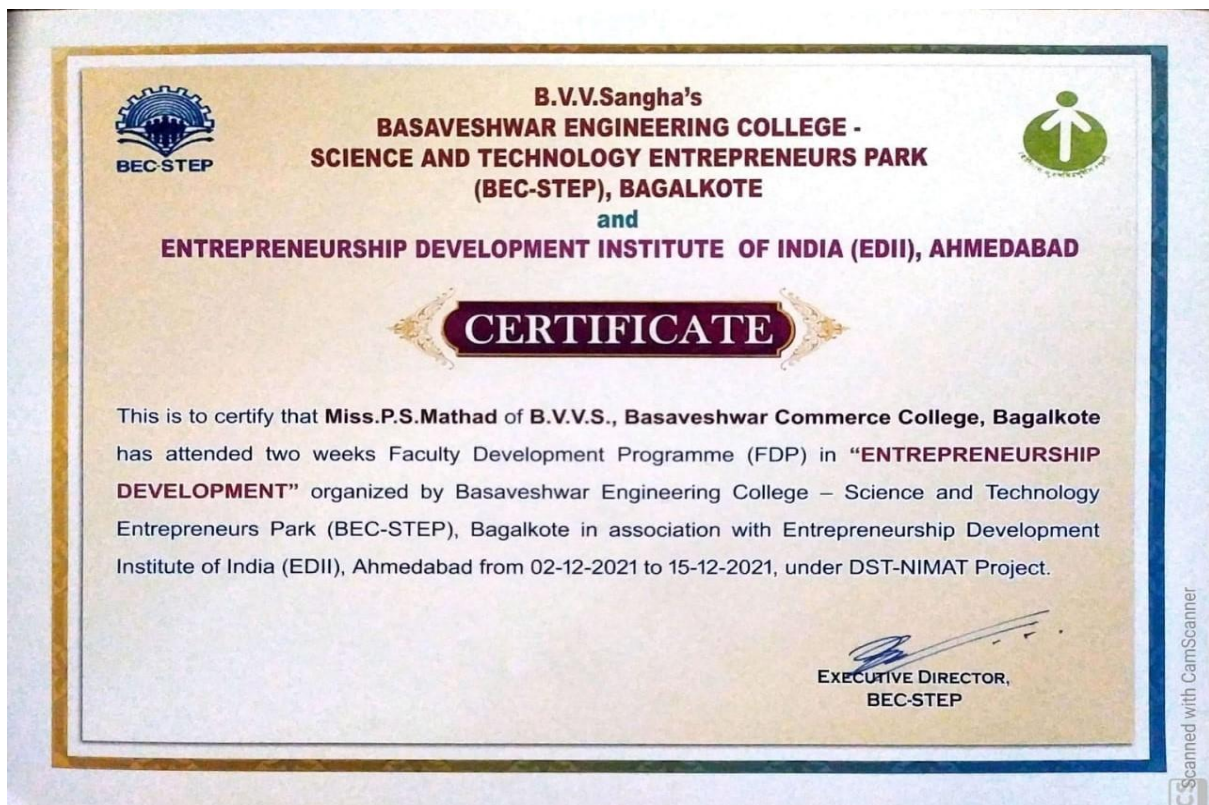 B.V.V.Sangha's
BASAVESHWAR ENGINEERING COLLEGE -
SCIENCE AND TECHNOLOGY ENTREPRENEURS PARK
(BEC-STEP), BAGALKOTE
and
ENTREPRENEURSHIP DEVELOPMENT INSTITUTE OF INDIA (EDII), AHMEDABAD
BEC-STEP
CERTIFICATE
This is to certify that Miss.P.S.Mathad of B.V.V.S., Basaveshwar Commerce College, Bagalkote
has attended two weeks Faculty Development Programme (FDP) in “ENTREPRENEURSHIP
DEVELOPMENT” organized by Basaveshwar Engineering College – Science and Technology
Entrepreneurs Park (BEC-STEP), Bagalkote in association with Entrepreneurship Development
Institute of India (EDII), Ahmedabad from 02-12-2021 to 15-12-2021, under DST-NIMAT Project.
EXECUTIVE DIRECTOR,
BEC-STEP
CS
Scanned with CamScanner